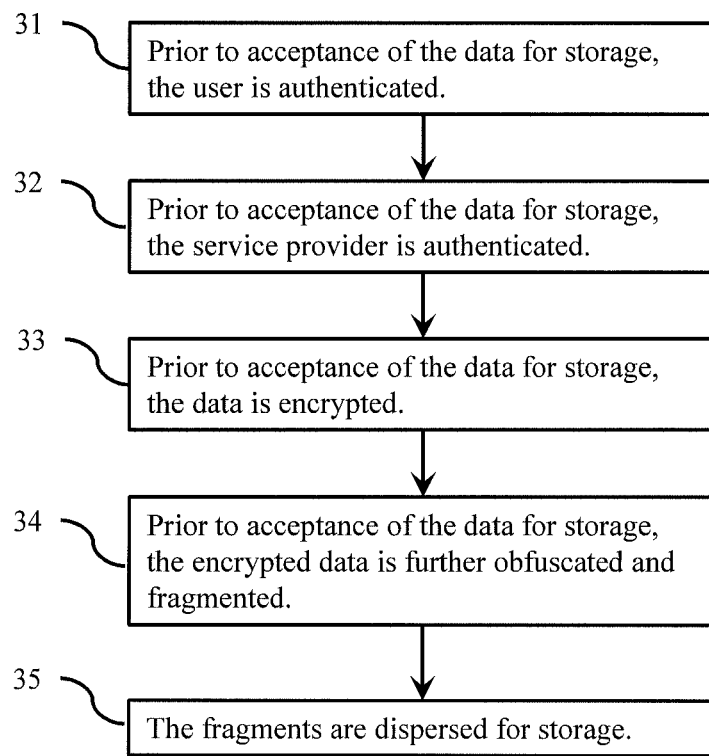 31
Prior to acceptance of the data for storage,
the user is authenticated.
32
Prior to acceptance of the data for storage,
the service provider is authenticated.
33
Prior to acceptance of the data for storage,
the data is encrypted.
34
Prior to acceptance of the data for storage,
the encrypted data is further obfuscated and
fragmented.
35
The fragments are dispersed for storage.